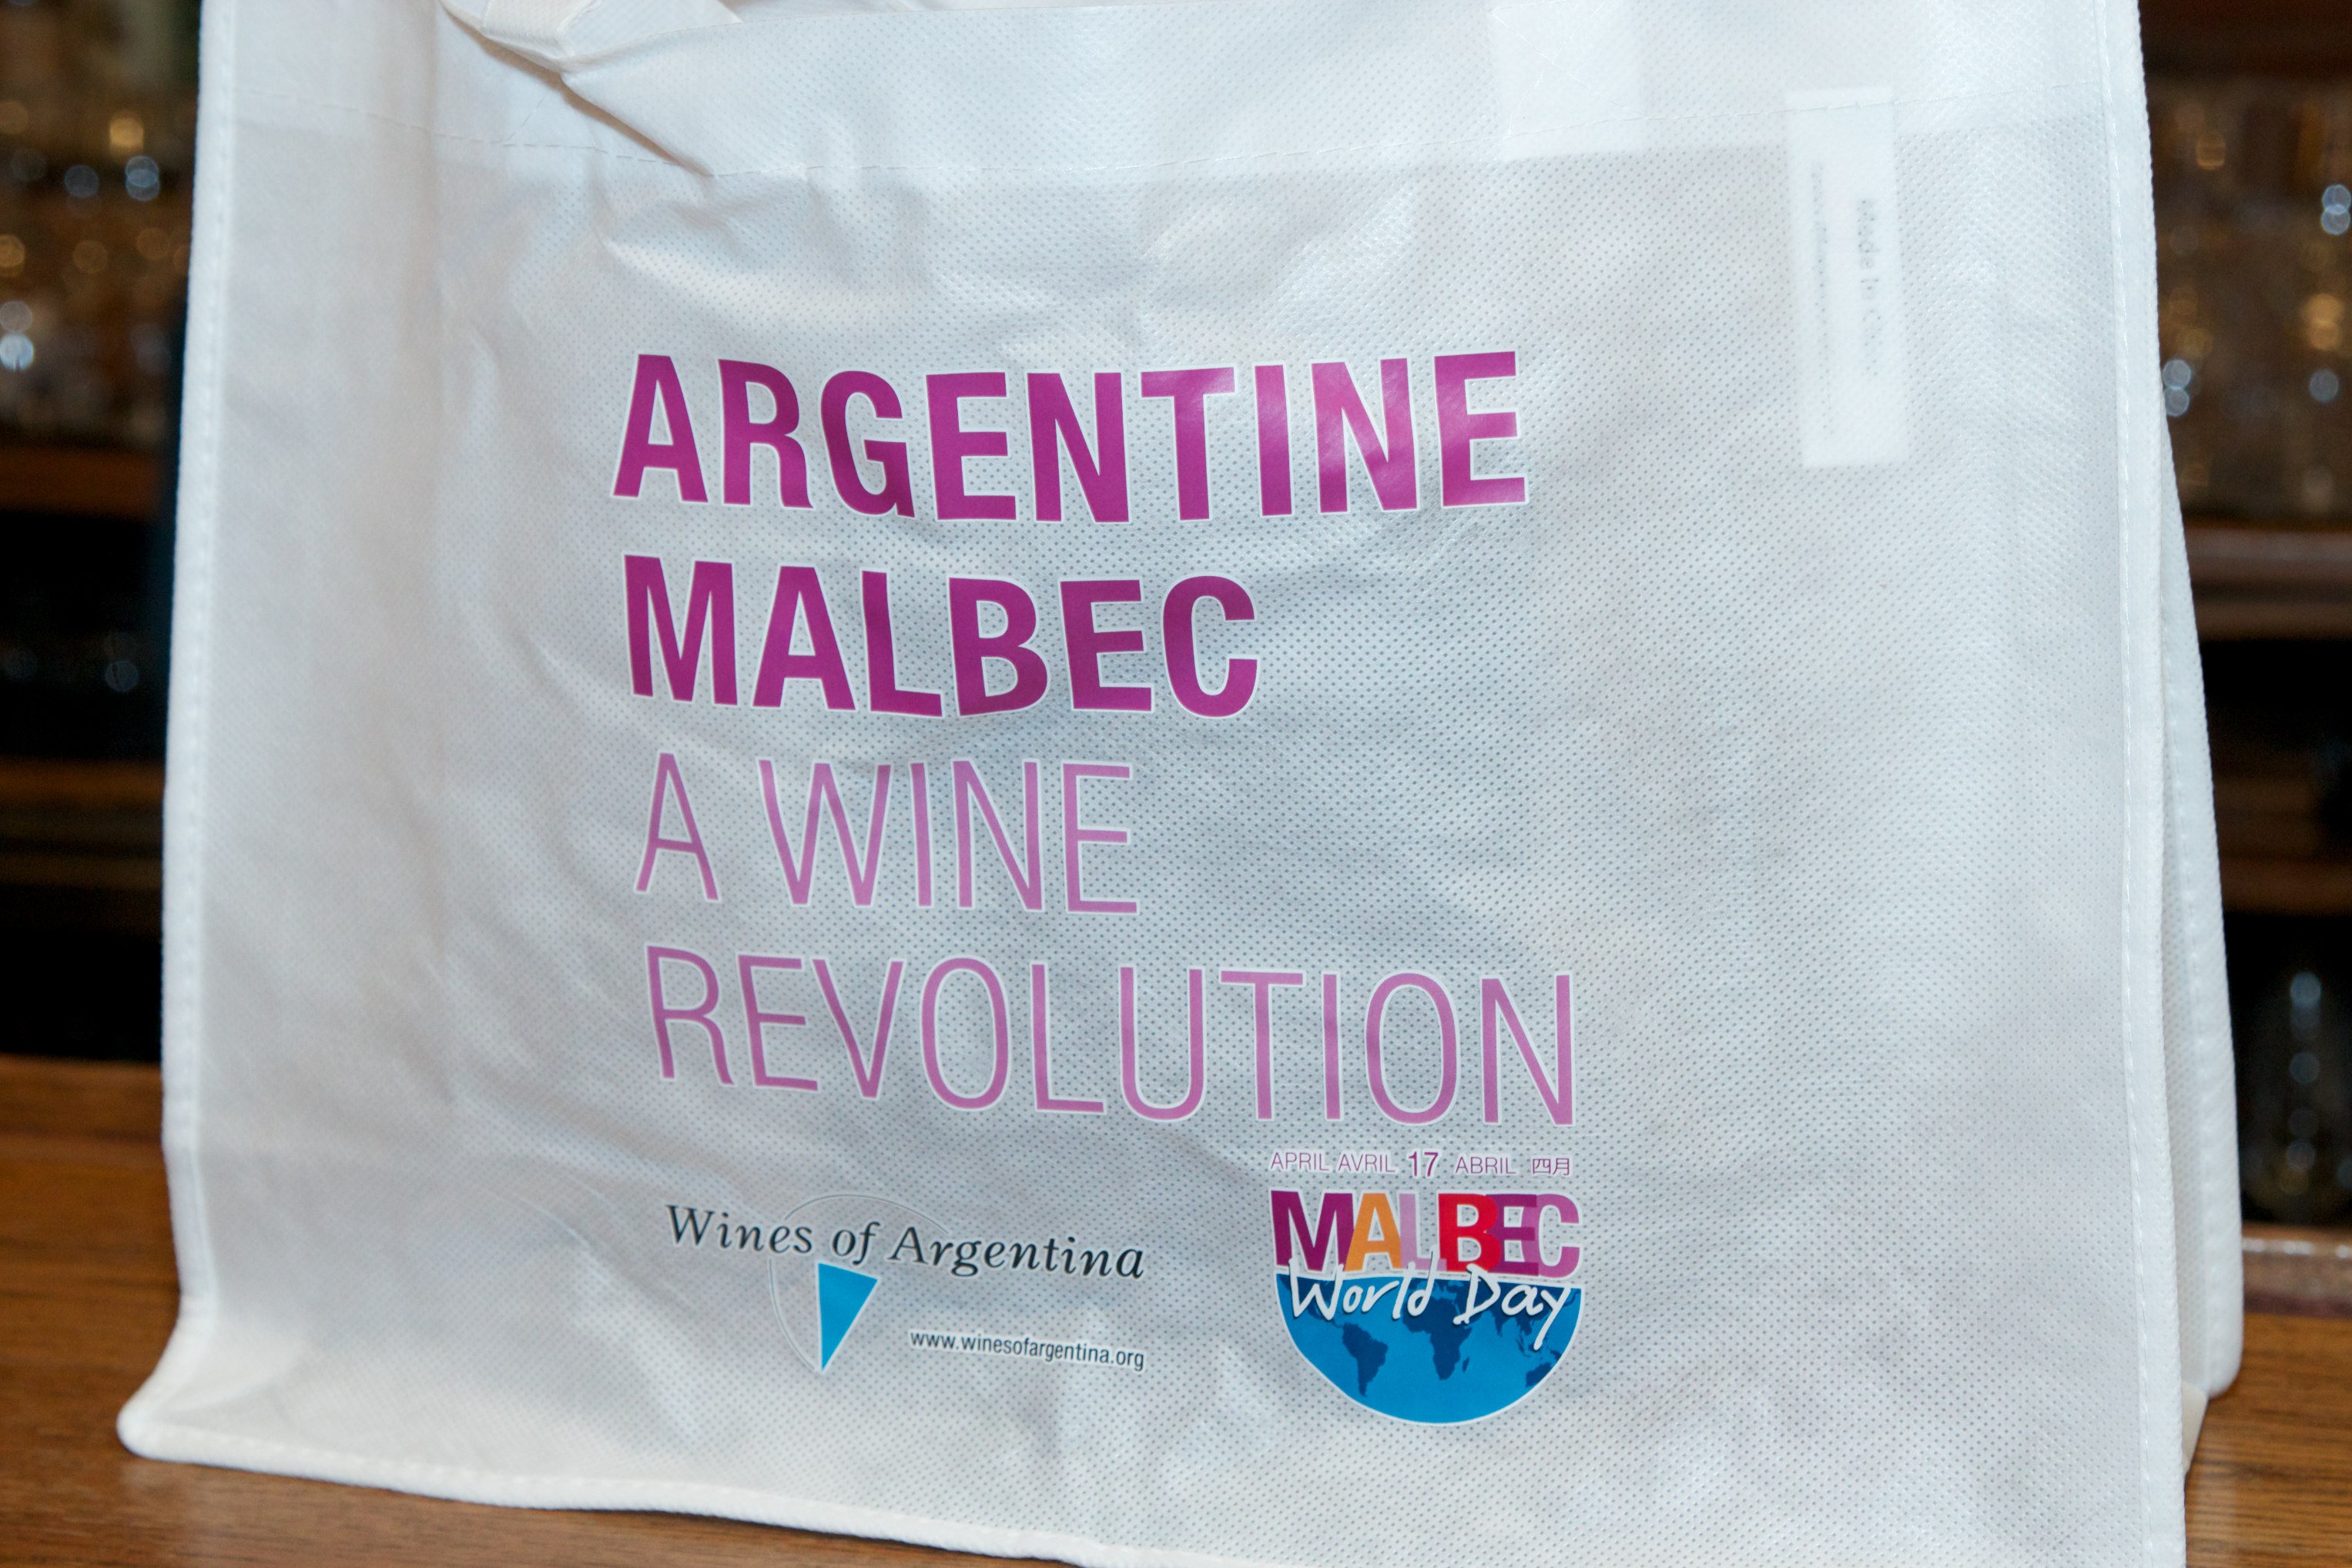 ARGENTINE
MALBEC
A WINE
REVOLUTION
APRIL AVRIL 17 ABRIL 四月
MALBEC
World Day
Wines of Argentina
www.winesofargentina.org